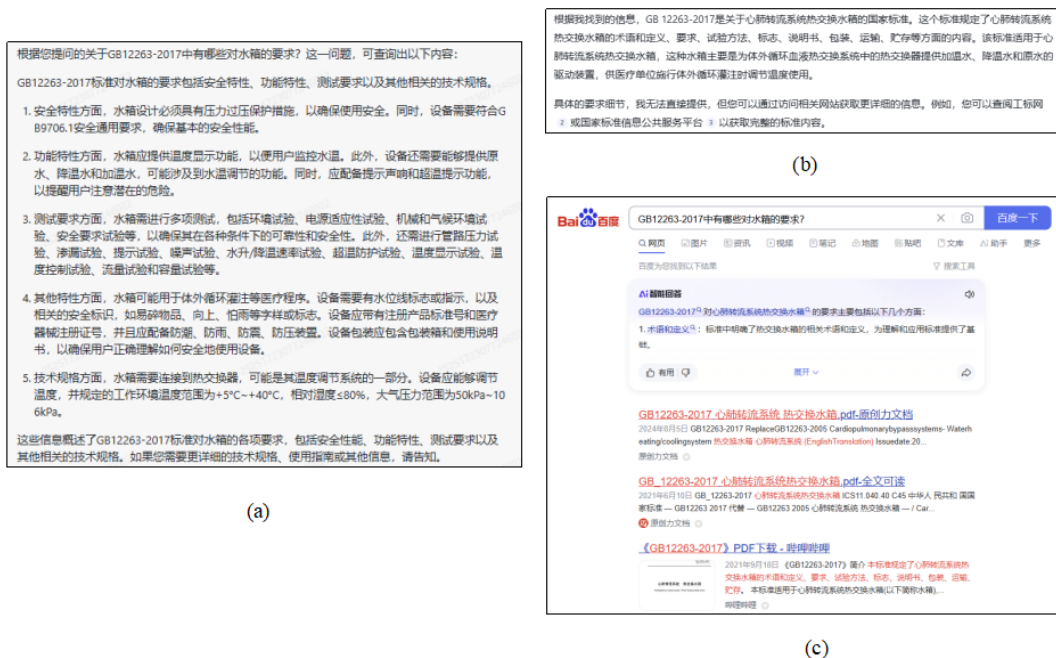 根据您提问的关于GB12263-2017中有哪些对水箱的要求？这一问题，可查询出以下内容：
GB12263-2017标准对水箱的要求包括安全特性、功能特性、测试要求以及其他相关的技术规格。
1. 安全特性方面，水箱设计必须具有压力过压保护措施，以确保使用安全。同时，设备需要符合G
B9706.1安全通用要求，确保基本的安全性能。
2. 功能特性方面，水箱应提供温度显示功能，以便用户监控水温。此外，设备还需要能够提供原
水、降温水和加温水，可能涉及到水温调节的功能。同时，应配备提示声响和超温提示功能，
以提醒用户注意潜在的危险。
3. 测试要求方面，水箱需进行多项测试，包括环境试验、电源适应性试验、机械和气候环境试
验、安全要求试验等，以确保其在各种条件下的可靠性和安全性。此外，还需进行管路压力试
验、渗漏试验、提示试验、噪声试验、水升/降温速率试验、超温防护试验、温度显示试验、温
度控制试验、流量试验和容量试验等。
4. 其他特性方面，水箱可能用于体外循环灌注等医疗程序。设备需要有水位线标志或指示，以及
相关的安全标识，如易碎物品、向上、怕雨等字样或标志。设备应带有注册产品标准号和医疗
器械注册证号，并且应配备防潮、防雨、防震、防压装置。设备包装应包含包装箱和使用说明
书，以确保用户正确理解如何安全地使用设备。
5. 技术规格方面，水箱需要连接到热交换器，可能是其温度调节系统的一部分。设备应能够调节
温度，并规定的工作环境温度范围为+5°C~+40°C，相对湿度≤80%，大气压力范围为50kPa~10
6kPa。
这些信息概述了GB12263-2017标准对水箱的各项要求，包括安全性能、功能特性、测试要求以及
其他相关的技术规格。如果您需要更详细的技术规格、使用指南或其他信息，请告知。
(a)
根据我找到的信息，GB 12263-2017是关于心肺转流系统热交换水箱的国家标准。这个标准规定了心肺转流系统
热交换水箱的术语和定义、要求、试验方法、标志、说明书、包装、运输、贮存等方面的内容。该标准适用于心
肺转流系统热交换水箱，这种水箱主要是为体外循环血液热交换系统中的热交换器提供加温水、降温水和原水的
驱动装置，供医疗单位施行体外循环灌注时调节温度使用。
具体的要求细节，我无法直接提供，但您可以通过访问相关网站获取更详细的信息。例如，您可以查阅工标网
2 或国家标准信息公共服务平台 3 以获取完整的标准内容。
(b)
Bai du 百度
GB12263-2017中有哪些对水箱的要求?
百度一下
网页 图片 资讯 视频 笔记 地图 贴吧 文库 AI助手 更多
百度为您找到以下结果
搜索工具
Ai智能回答
GB12263-2017对心肺转流系统热交换水箱的要求主要包括以下几个方面：
1. 术语和定义：标准中明确了热交换水箱的相关术语和定义，为理解和应用标准提供了基
础。
有用 展开
GB12263-2017 心肺转流系统 热交换水箱.pdf-原创力文档
2024年8月5日 GB12263-2017 ReplaceGB12263-2005 Cardiopulmonarybypasssystems- Waterh
eating/coolingsystem 热交换水箱 心肺转流系统 (EnglishTranslation) Issuedate:20...
原创力文档
GB_12263-2017 心肺转流系统热交换水箱.pdf-全文可读
2021年6月10日 GB_12263-2017 心肺转流系统热交换水箱 ICS11.040.40 C45 中华人 民共和 国国
家标准 — GB12263 2017 代替 — GB12263 2005 心肺转流系统 热交换水箱 — / Car...
原创力文档
《GB12263-2017》PDF下载 - 哔哩哔哩
2021年9月18日 《GB12263-2017》简介 本标准规定了心肺转流系统热
交换水箱的术语和定义、要求、试验方法、标志、说明书、包装、运输、
贮存。 本标准适用于心肺转流系统热交换水箱(以下简称水箱)...
哔哩哔哩
(c)